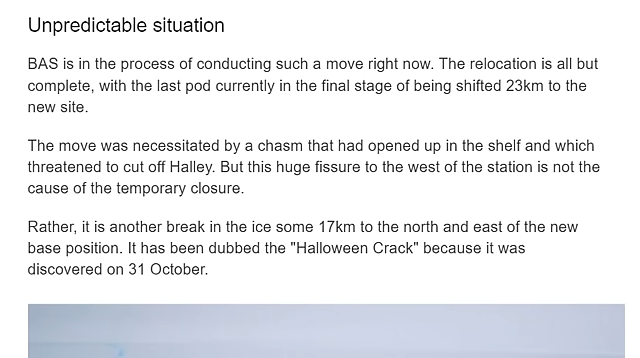 Unpredictable situation
BAS is in the process of conducting such a move right now. The relocation is all but
complete, with the last pod currently in the final stage of being shifted 23km to the
new site.
The move was necessitated by a chasm that had opened up in the shelf and which
threatened to cut off Halley. But this huge fissure to the west of the station is not the
cause of the temporary closure.
Rather, it is another break in the ice some 17km to the north and east of the new
base position. It has been dubbed the "Halloween Crack" because it was
discovered on 31 October.